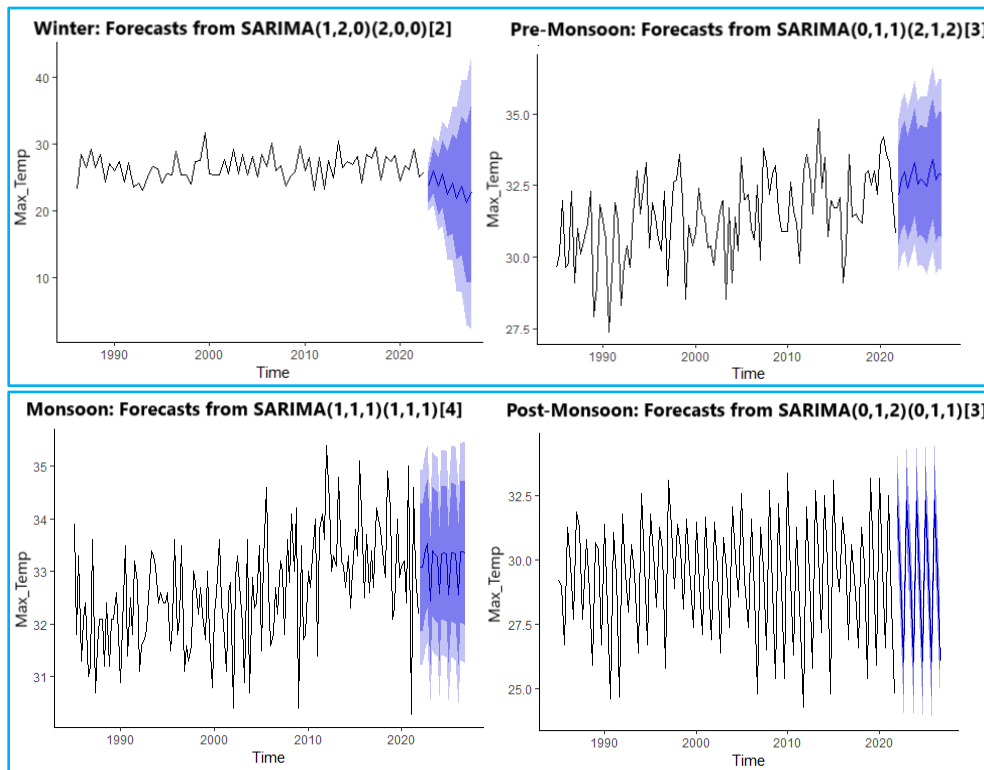 Winter: Forecasts from SARIMA(1,2,0)(2,0,0)[2]
Max_Temp
40
30
20
10
1990 2000 2010 2020
Time
Pre-Monsoon: Forecasts from SARIMA(0,1,1)(2,1,2)[3]
Max_Temp
35.0
32.5
30.0
27.5
1990 2000 2010 2020
Time
Monsoon: Forecasts from SARIMA(1,1,1)(1,1,1)[4]
Max_Temp
35
34
33
32
31
1990 2000 2010 2020
Time
Post-Monsoon: Forecasts from SARIMA(0,1,2)(0,1,1)[3]
Max_Temp
32.5
30.0
27.5
25.0
1990 2000 2010 2020
Time